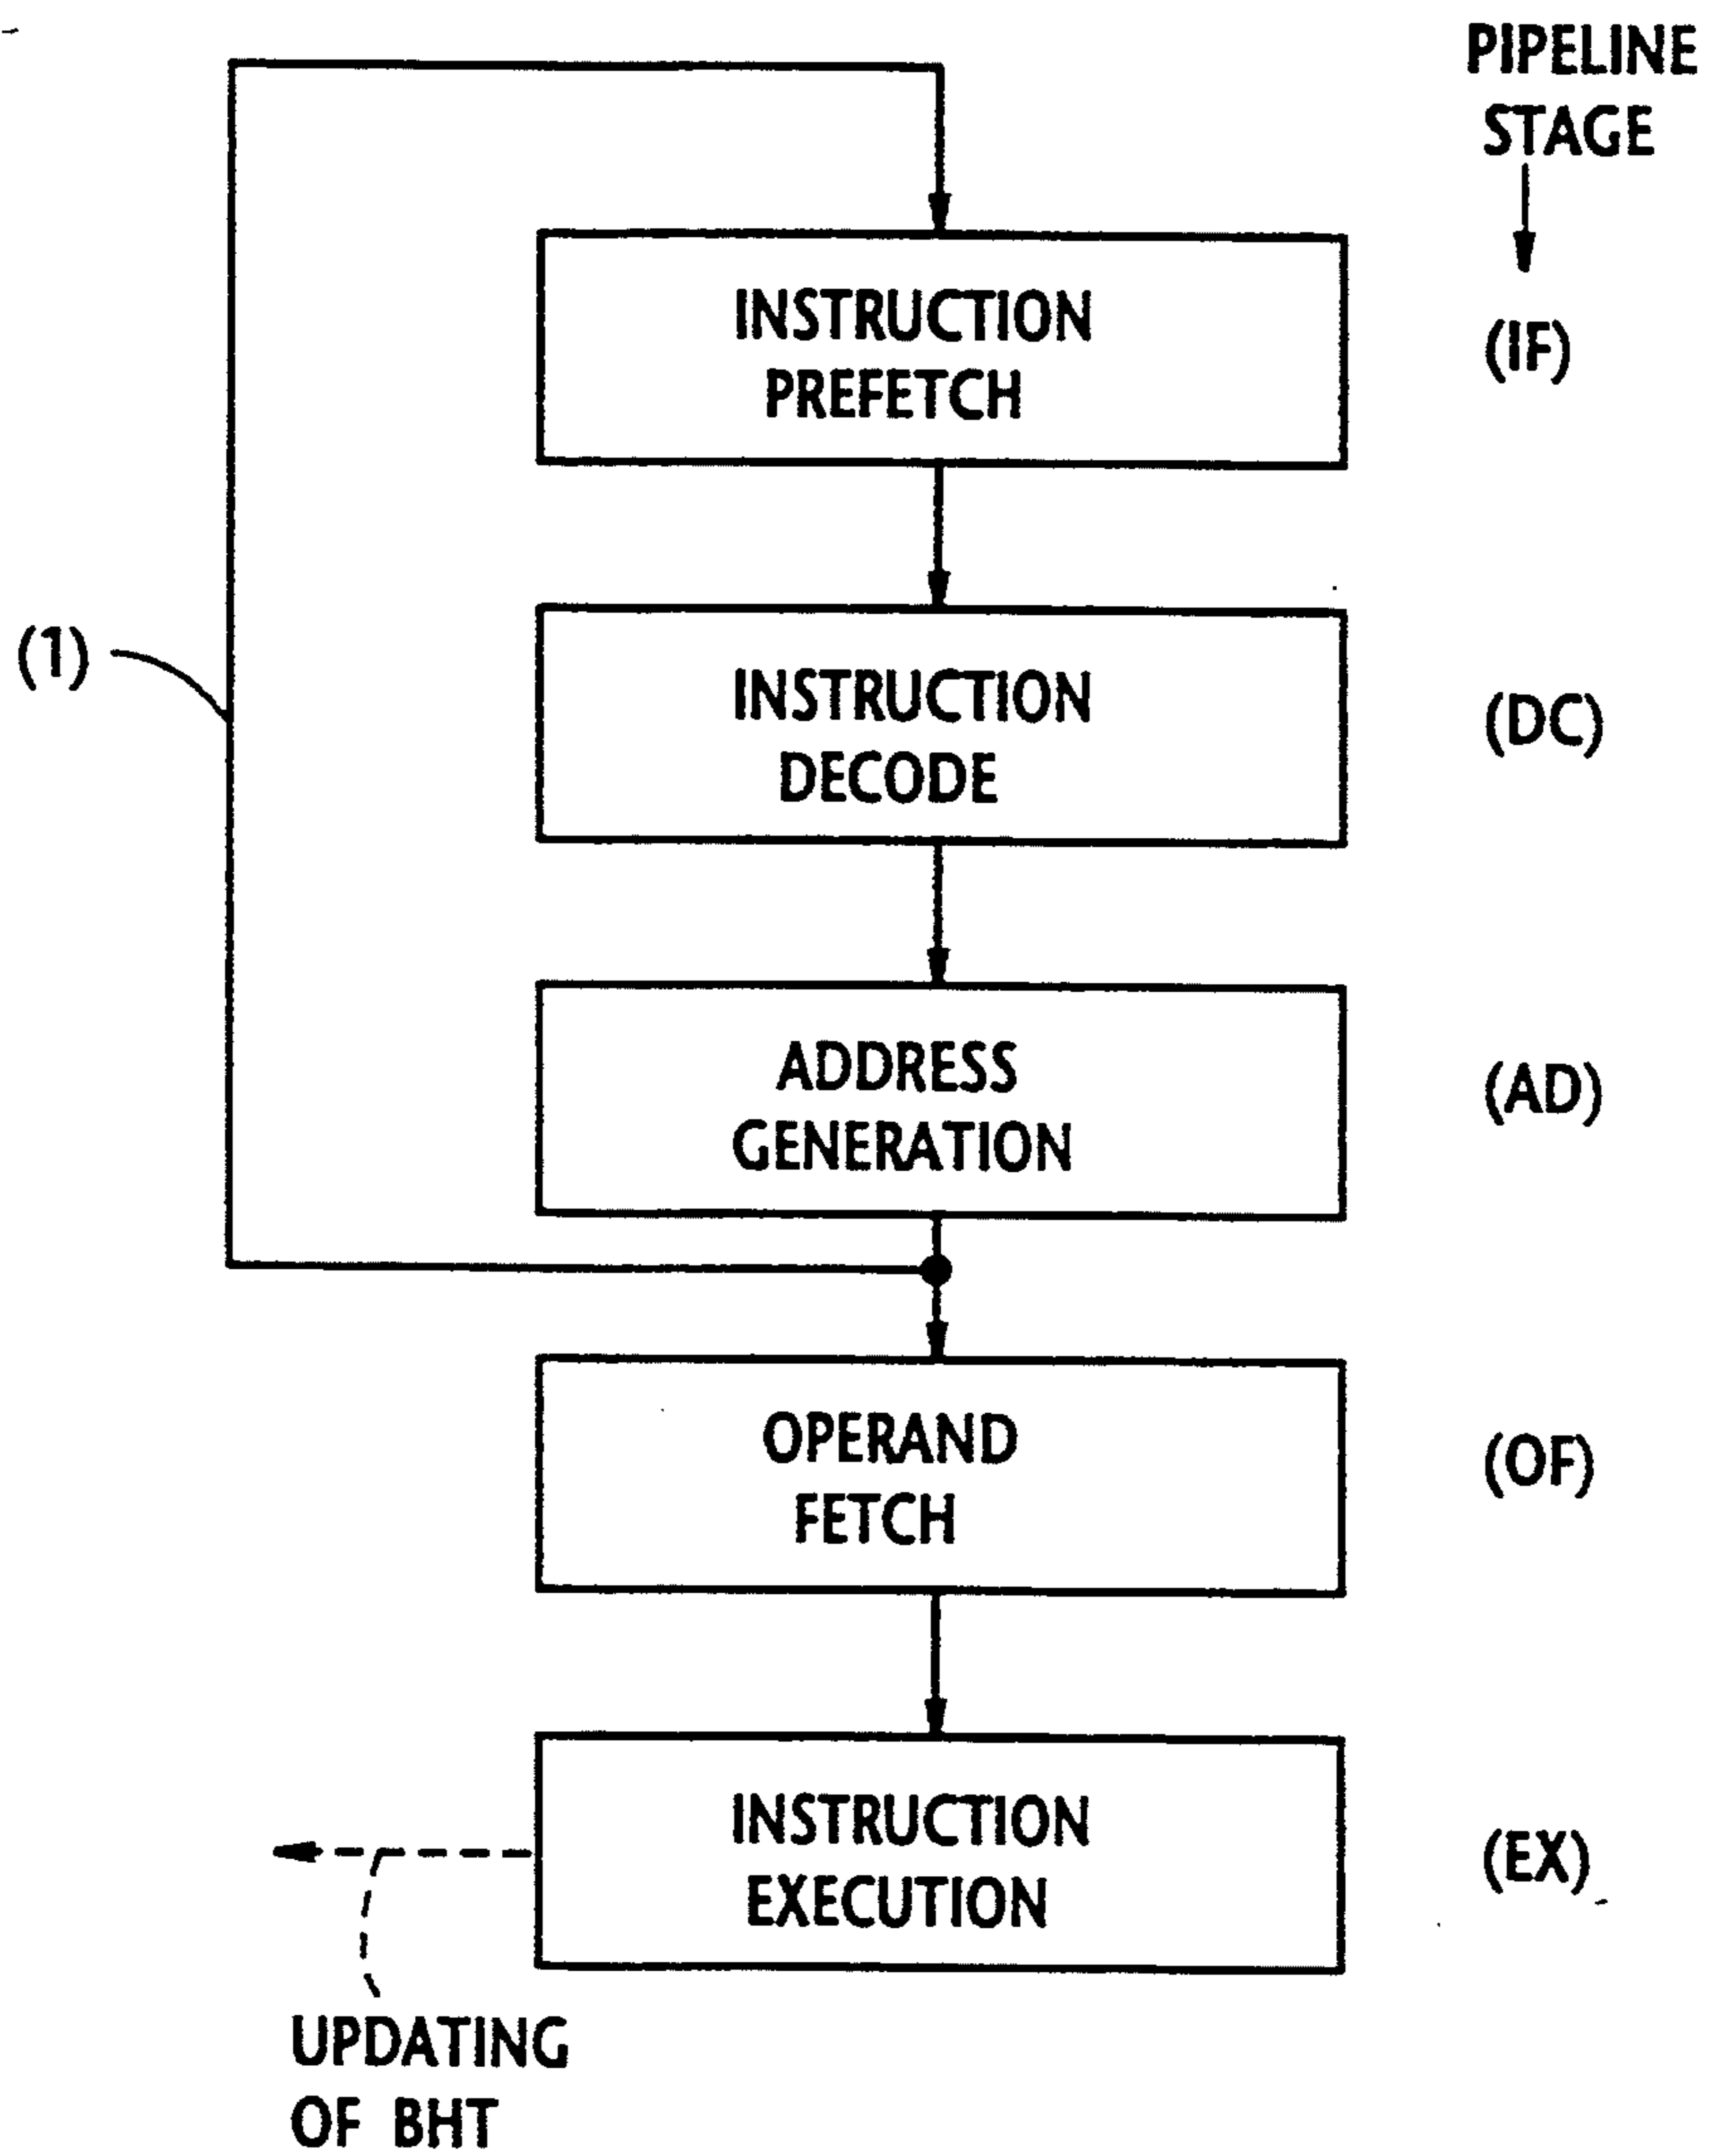 PIPELINE
STAGE
INSTRUCTION
PREFETCH
(IF)
(1)
INSTRUCTION
DECODE
(DC)
ADDRESS
GENERATION
(AD)
OPERAND
FETCH
(OF)
INSTRUCTION
EXECUTION
(EX)
UPDATING
OF BHT